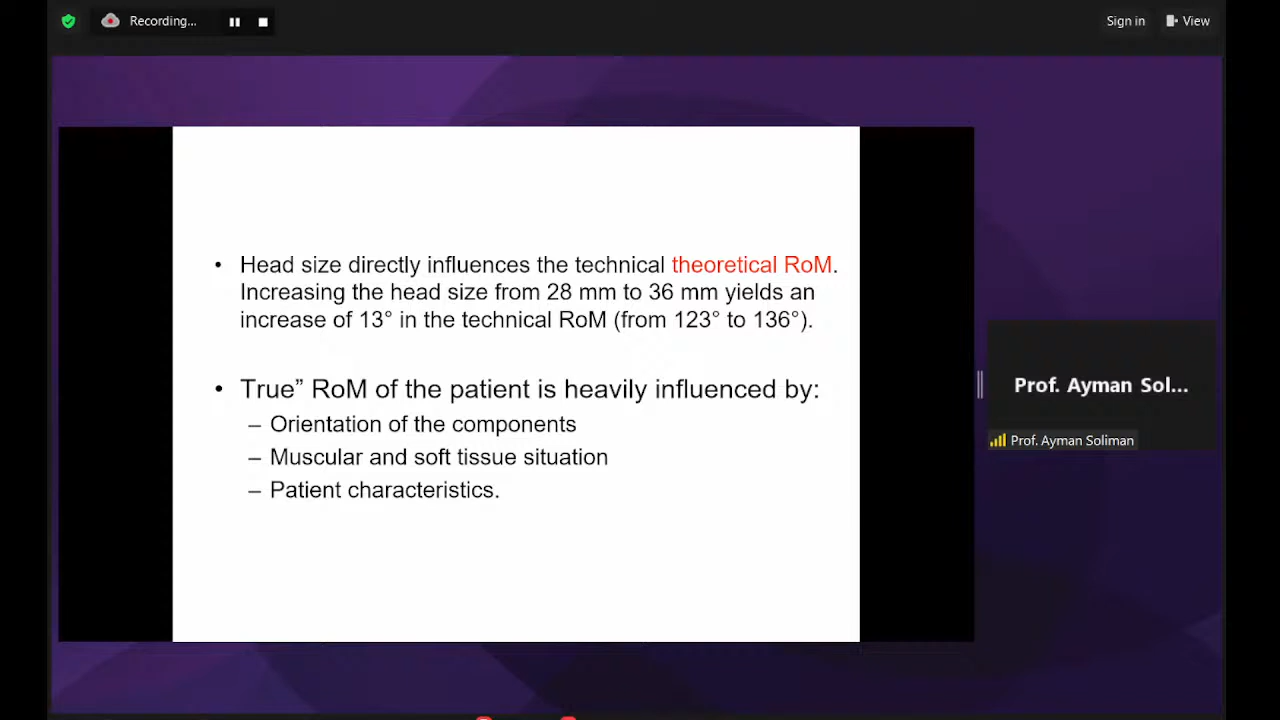 Recording...
Sign in
View
• Head size directly influences the technical theoretical RoM.
Increasing the head size from 28 mm to 36 mm yields an
increase of 13° in the technical RoM (from 123° to 136°).
• True” RoM of the patient is heavily influenced by:
– Orientation of the components
– Muscular and soft tissue situation
– Patient characteristics.
Prof. Ayman Sol...
Prof. Ayman Soliman